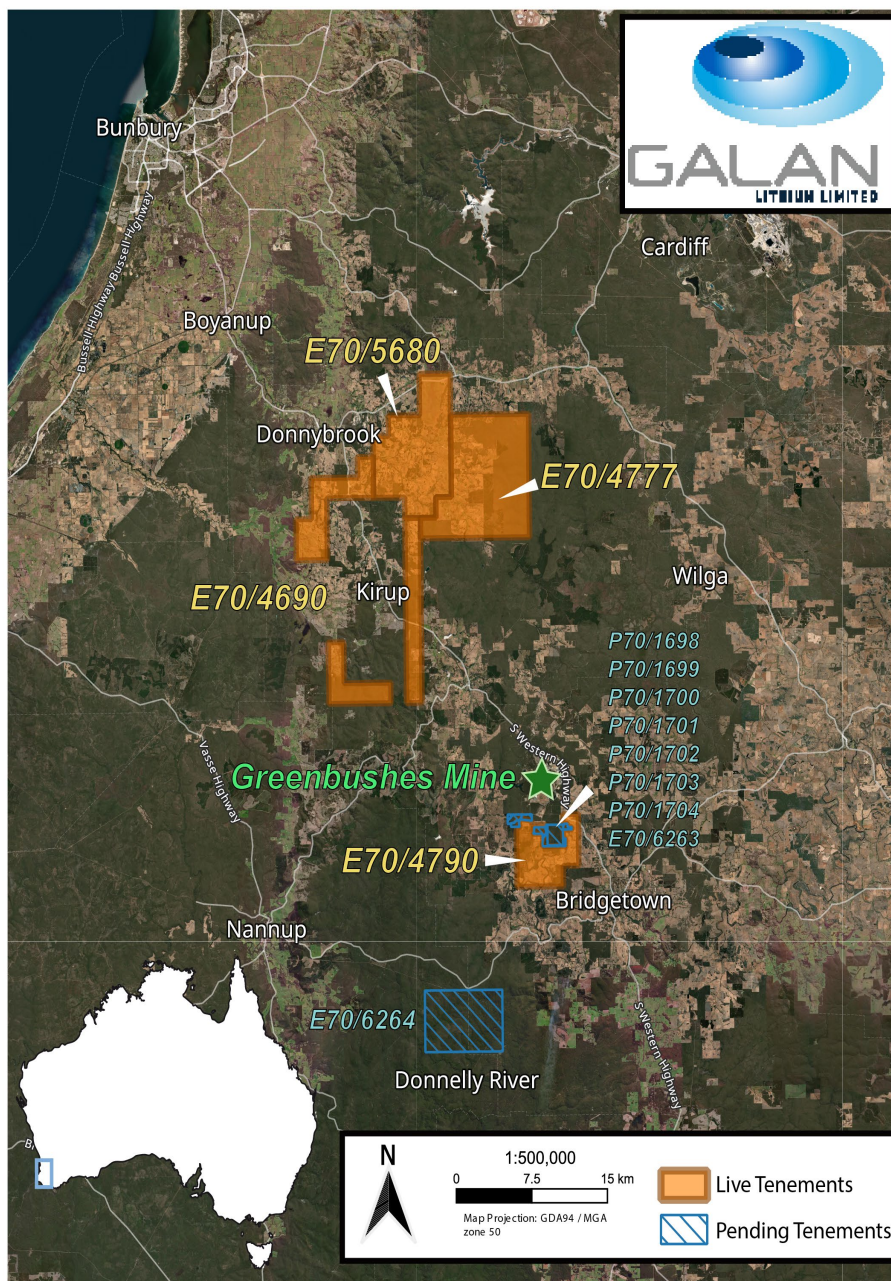 GALAN
LITHIUM LIMITED
Bunbury
Bussell Highway
Bussell Highway
Cardiff
Boyanup
E70/5680
Donnybrook
E70/4777
Wilga
E70/4690
Kirup
P70/1698
P70/1699
P70/1700
P70/1701
P70/1702
P70/1703
P70/1704
E70/6263
S Western Highway
Vasse Highway
Greenbushes Mine
E70/4790
Bridgetown
Nannup
E70/6264
S Western Highway
Donnelly River
B
N
1:500,000
0 7.5 15 km
Map Projection: GDA94 / MGA
zone 50
Live Tenements
Pending Tenements